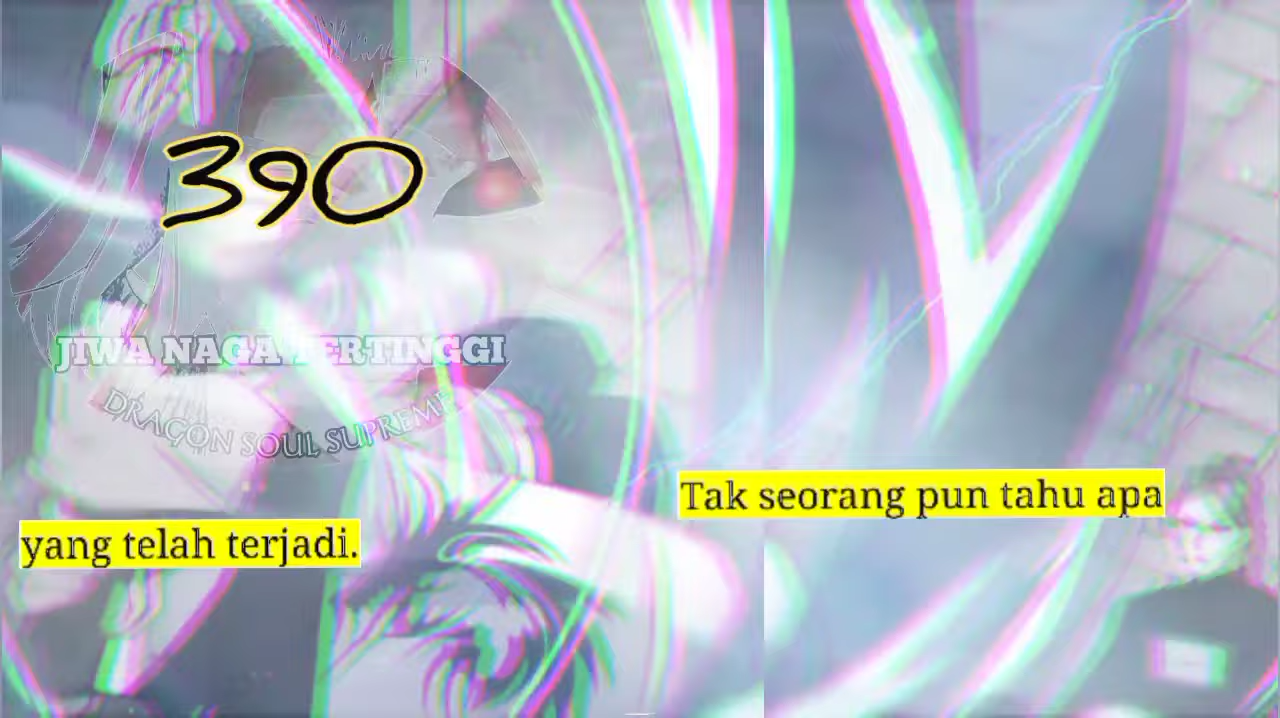 390
JIWA NAGA TERTINGGI
DRAGON SOUL SUPREME
Tak seorang pun tahu apa
yang telah terjadi.